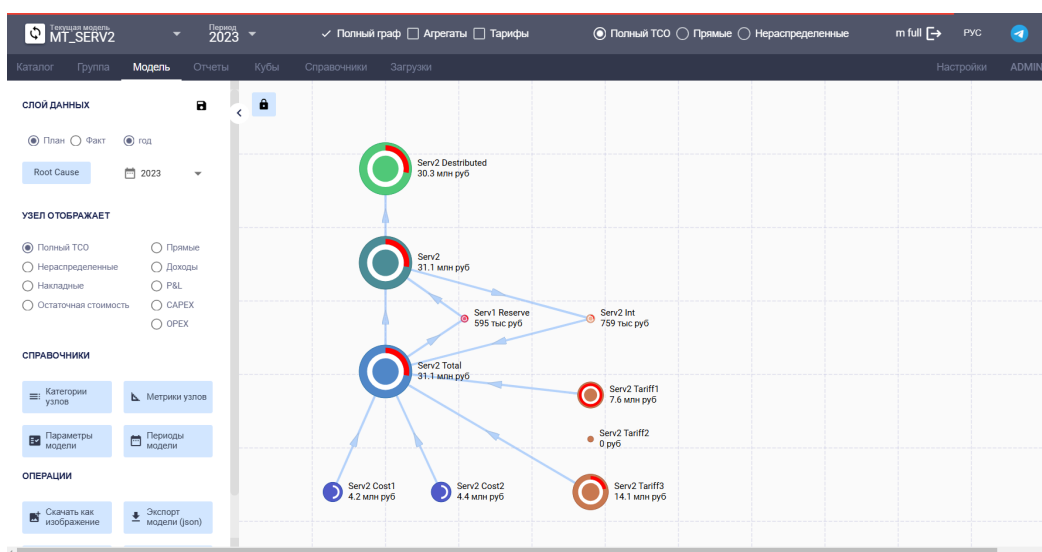 Текущая модель
MT_SERV2
Период
2023
Полный граф
Агрегаты
Тарифы
Полный ТСО
Прямые
Нераспределенные
m full
РУС
Каталог
Группа
Модель
Отчеты
Кубы
Справочники
Загрузки
Настройки
ADMIN
СЛОЙ ДАННЫХ
План
Факт
год
Root Cause
2023
УЗЕЛ ОТОБРАЖАЕТ
Полный ТСО
Прямые
Нераспределенные
Доходы
Накладные
P&L
Остаточная стоимость
CAPEX
OPEX
СПРАВОЧНИКИ
Категории
узлов
Метрики узлов
Параметры
модели
Периоды
модели
ОПЕРАЦИИ
Скачать как
изображение
Экспорт
модели (json)
Serv2 Destributed
30.3 млн руб
Serv2
31.1 млн руб
Serv1 Reserve
595 тыс руб
Serv2 Int
759 тыс руб
Serv2 Total
31.1 млн руб
Serv2 Tariff1
7.6 млн руб
Serv2 Tariff2
0 руб
Serv2 Cost1
4.2 млн руб
Serv2 Cost2
4.4 млн руб
Serv2 Tariff3
14.1 млн руб